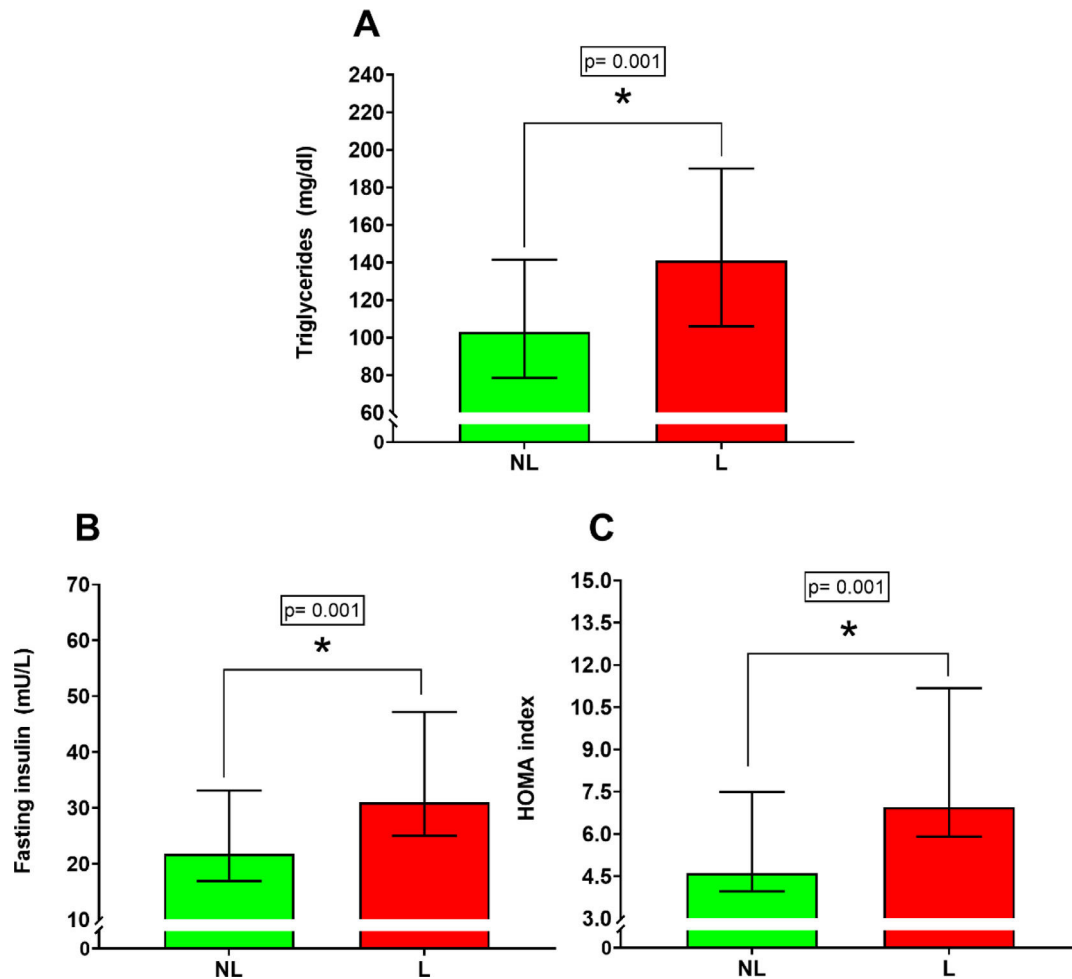 A
p= 0.001
*
240
220
200
180
160
140
120
100
80
60
0
Triglycerides (mg/dl)
NL L
B
p= 0.001
*
70
60
50
40
30
20
10
0
Fasting insulin (mU/L)
NL L
C
p= 0.001
*
15.0
13.5
12.0
10.5
9.0
7.5
6.0
4.5
3.0
0
HOMA index
NL L